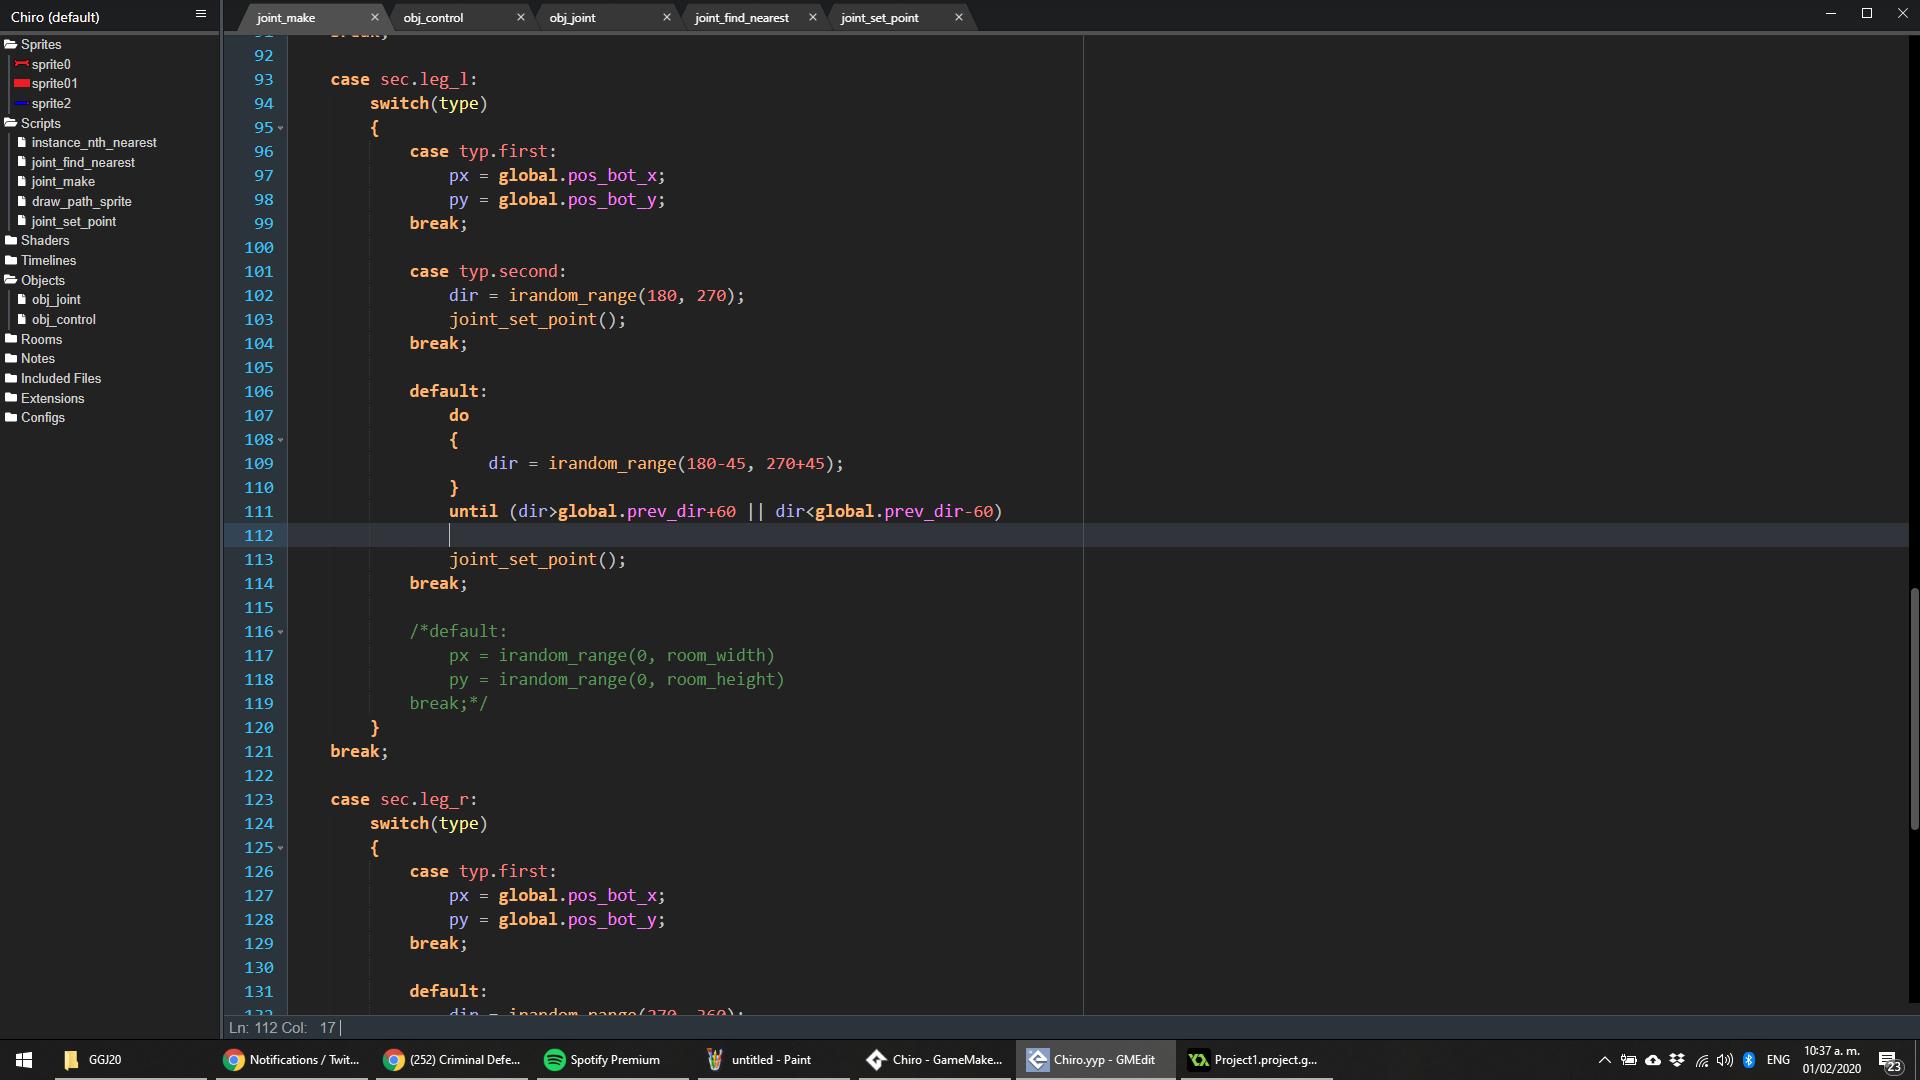 Chiro (default)
joint_make
obj_control
obj_joint
joint_find_nearest
joint_set_point
Sprites
sprite0
sprite01
sprite2
Scripts
instance_nth_nearest
joint_find_nearest
joint_make
draw_path_sprite
joint_set_point
Shaders
Timelines
Objects
obj_joint
obj_control
Rooms
Notes
Included Files
Extensions
Configs
91 break;
92
93 case sec.leg_l:
94 switch(type)
95 {
96 case typ.first:
97 px = global.pos_bot_x;
98 py = global.pos_bot_y;
99 break;
100
101 case typ.second:
102 dir = irandom_range(180, 270);
103 joint_set_point();
104 break;
105
106 default:
107 do
108 {
109 dir = irandom_range(180-45, 270+45);
110 }
111 until (dir>global.prev_dir+60 || dir<global.prev_dir-60)
112
113 joint_set_point();
114 break;
115
116 /*default:
117 px = irandom_range(0, room_width)
118 py = irandom_range(0, room_height)
119 break;*/
120 }
121 break;
122
123 case sec.leg_r:
124 switch(type)
125 {
126 case typ.first:
127 px = global.pos_bot_x;
128 py = global.pos_bot_y;
129 break;
130
131 default:
132 dir = irandom_range(270, 360);
Ln: 112 Col: 17
GGJ20
Notifications / Twit...
(252) Criminal Defe...
Spotify Premium
untitled - Paint
Chiro - GameMake...
Chiro.yyp - GMEdit
Project1.project.g...
ENG
10:37 a. m.
01/02/2020
23